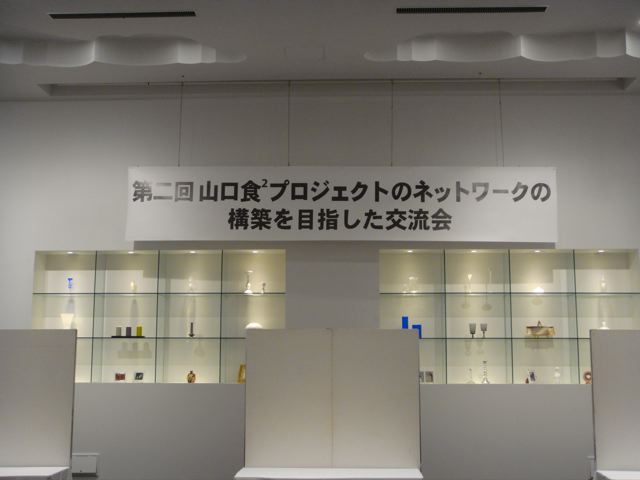 第二回 山口食²プロジェクトのネットワークの
構築を目指した交流会